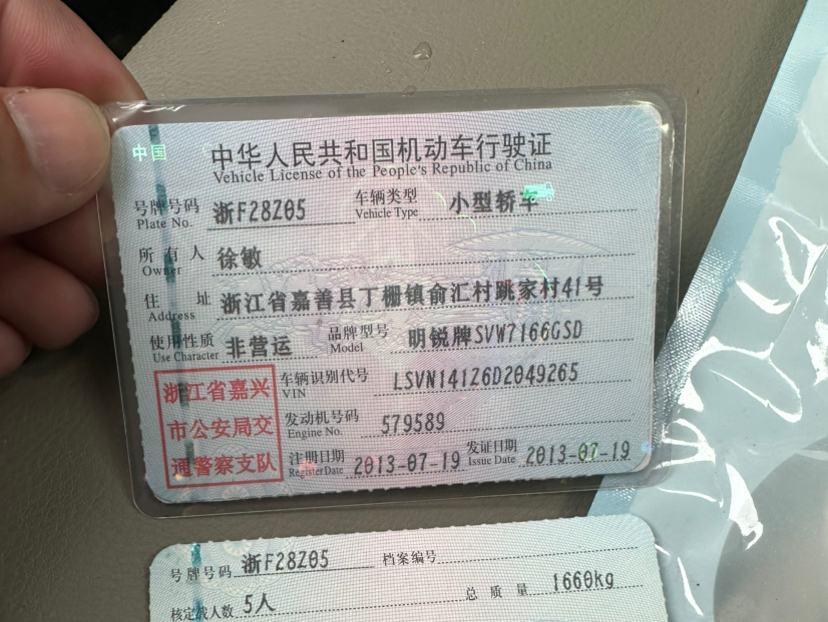 中国
中华人民共和国机动车行驶证
Vehicle License of the People's Republic of China
号牌号码 浙F28Z05 车辆类型 小型轿车
Plate No. Vehicle Type
所有人 徐敏
Owner
住址 浙江省嘉善县丁栅镇俞汇村跳家村41号
Address
使用性质 非营运 品牌型号 明锐牌SVW7166GSD
Use Character Model
浙江省嘉兴
市公安局交
通警察支队
车辆识别代号 LSVN141Z6D2049265
VIN
发动机号码 579589
Engine No.
注册日期 2013-07-19 发证日期 2013-07-19
Register Date Issue Date
号牌号码 浙F28Z05 档案编号
核定载人数 5人 总质量 1660kg